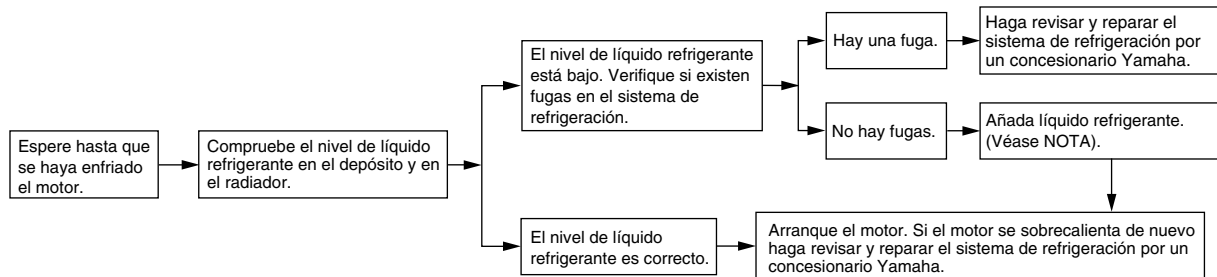 Espere hasta que
se haya enfriado
el motor.
Compruebe el nivel de líquido
refrigerante en el depósito y en
el radiador.
El nivel de líquido refrigerante
está bajo. Verifique si existen
fugas en el sistema de
refrigeración.
Hay una fuga.
Haga revisar y reparar el
sistema de refrigeración por
un concesionario Yamaha.
No hay fugas.
Añada líquido refrigerante.
(Véase NOTA).
El nivel de líquido
refrigerante es correcto.
Arranque el motor. Si el motor se sobrecalienta de nuevo
haga revisar y reparar el sistema de refrigeración por un
concesionario Yamaha.